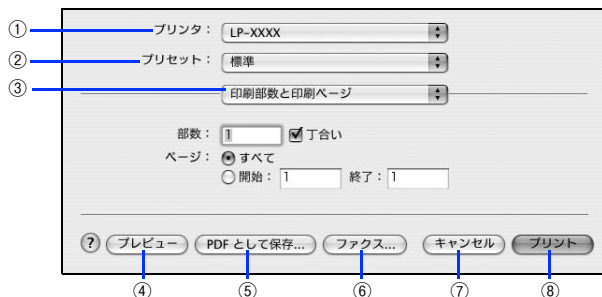 ① プリンタ： LP-XXXX
② プリセット： 標準
③ 印刷部数と印刷ページ
部数： 1 丁合い
ページ： すべて
開始： 1 終了： 1
? プレビュー PDF として保存... ファクス... キャンセル プリント
④ ⑤ ⑥ ⑦ ⑧